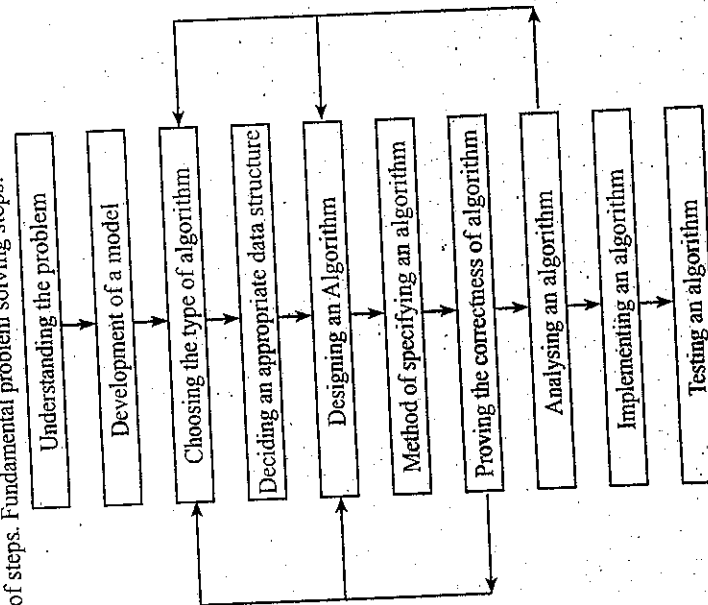 of steps. Fundamental problem solving steps.
Understanding the problem
Development of a model
Choosing the type of algorithm
Deciding an appropriate data structure
Designing an Algorithm
Method of specifying an algorithm
Proving the correctness of algorithm
Analysing an algorithm
Implementing an algorithm
Testing an algorithm